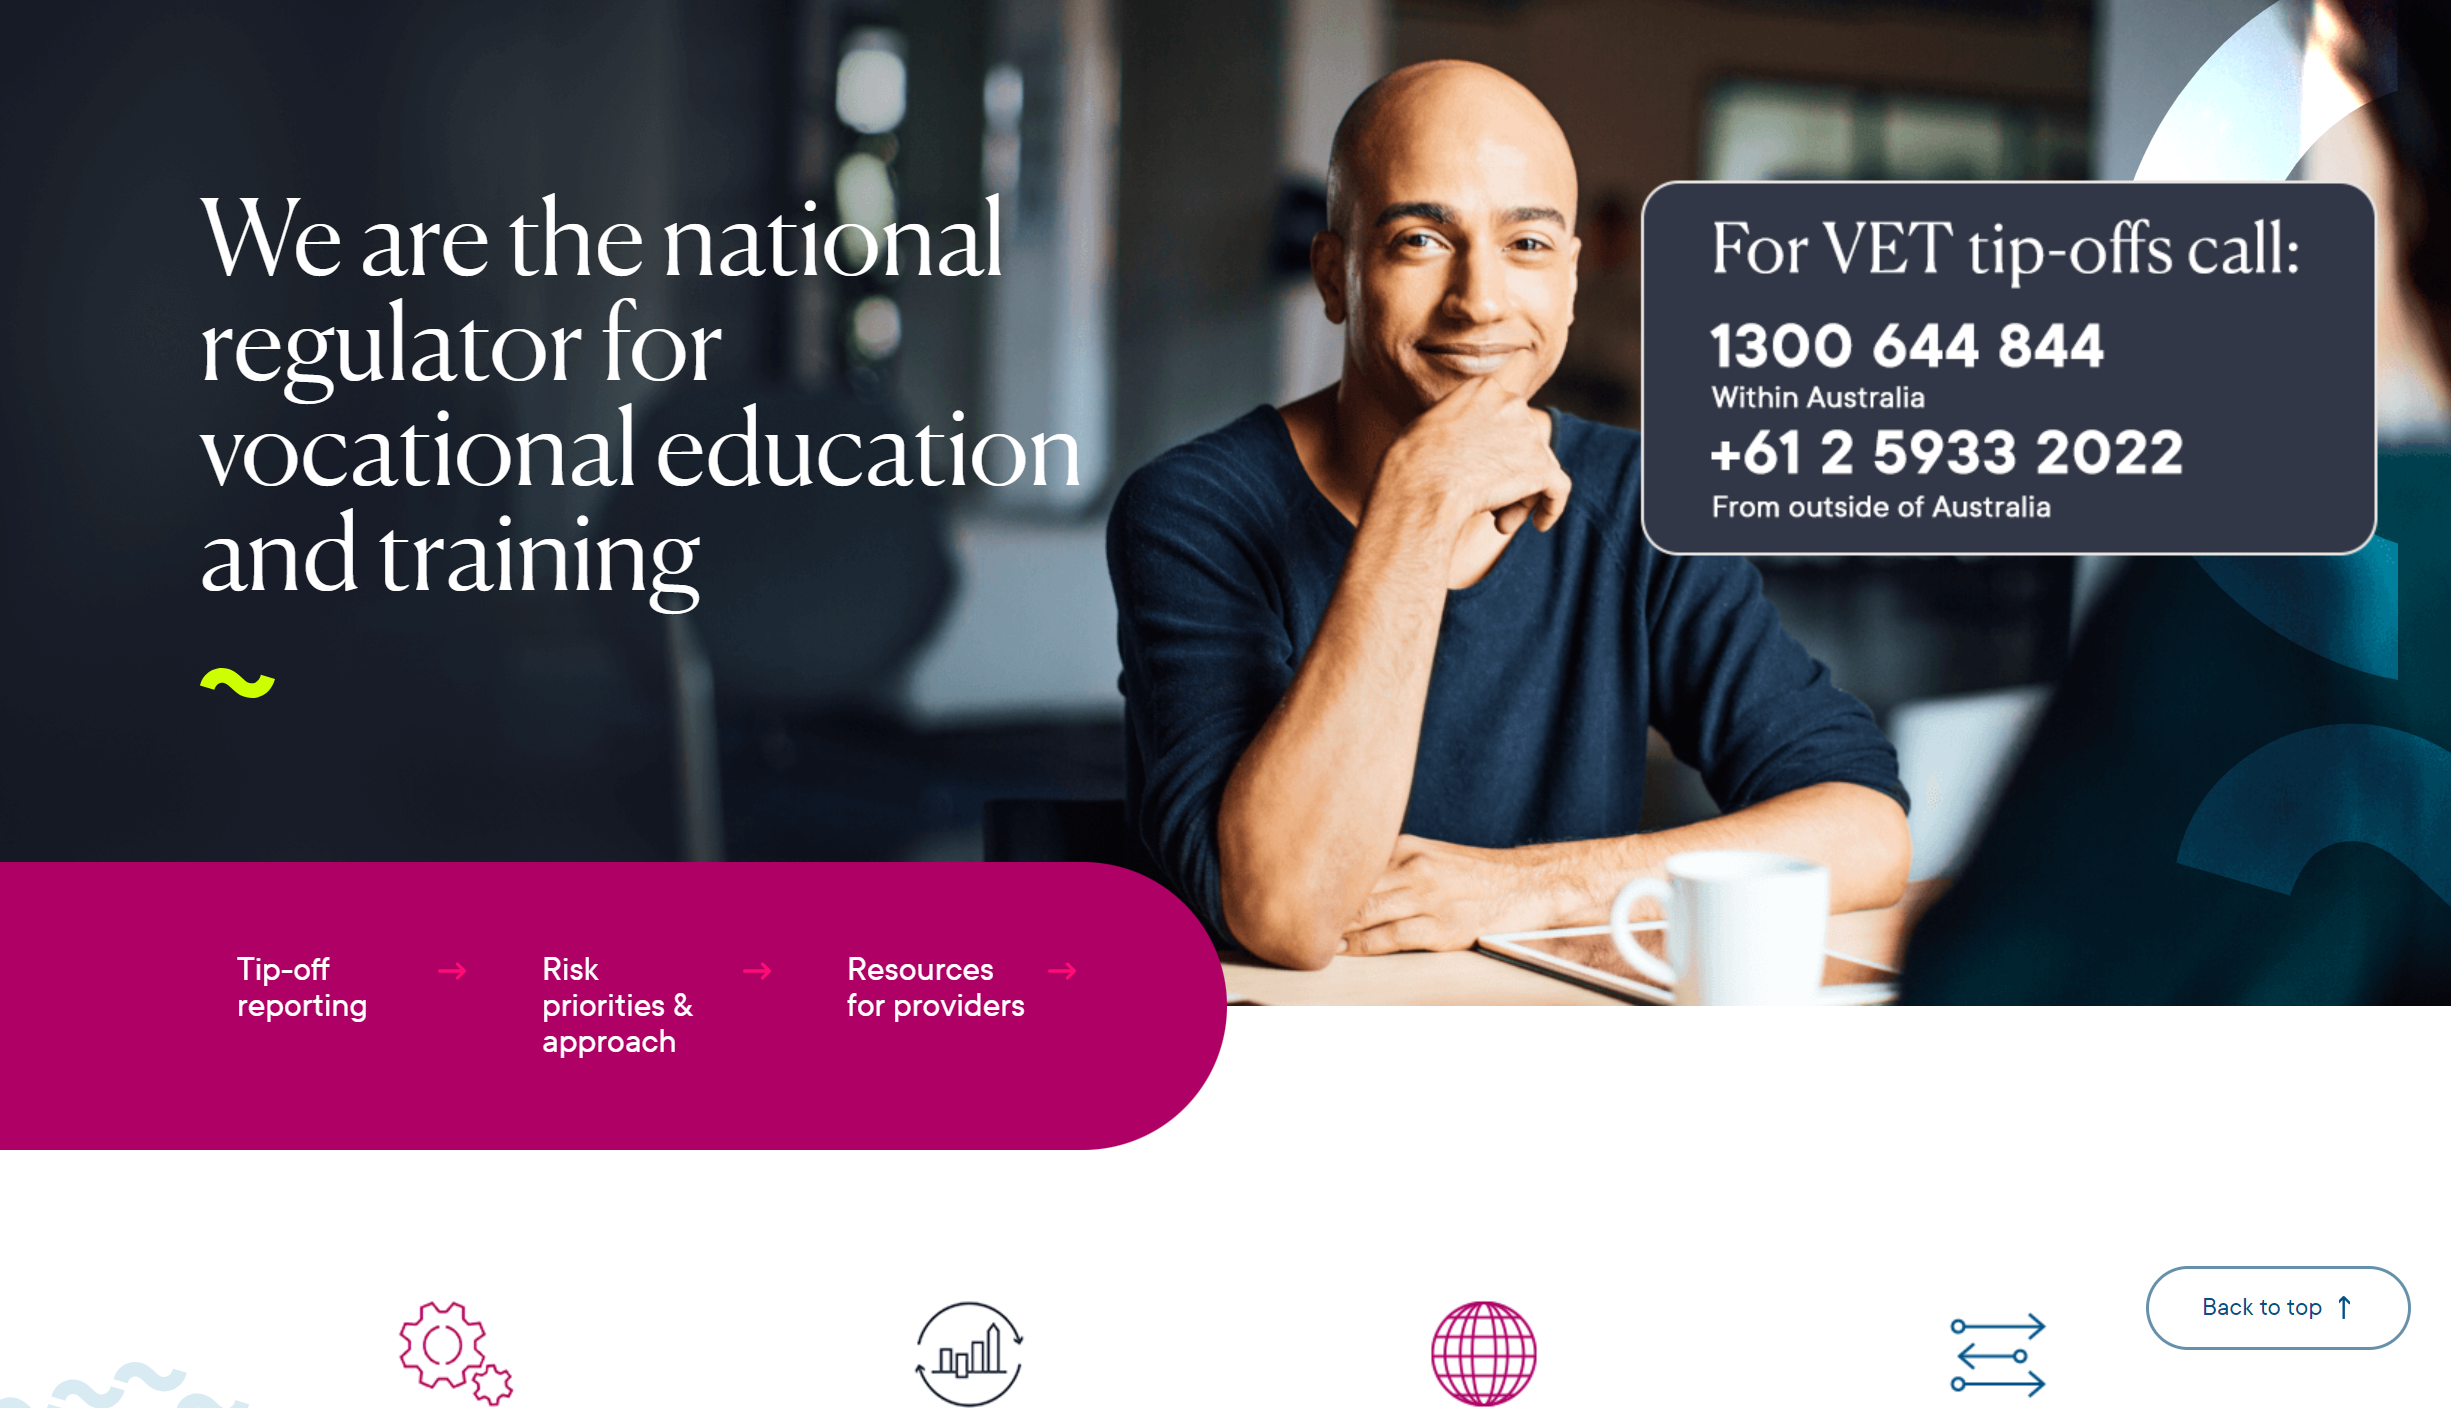 We are the national
regulator for
vocational education
and training
For VET tip-offs call:
1300 644 844
Within Australia
+61 2 5933 2022
From outside of Australia
Tip-off
reporting
Risk
priorities &
approach
Resources
for providers
Back to top